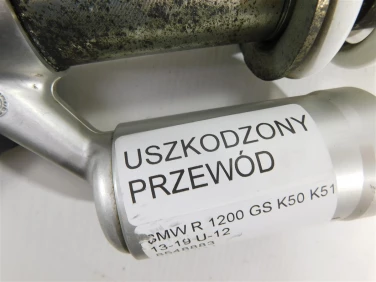 USZKODZONY
PRZEWÓD
BMW R 1200 GS K50 K51
13-19 U-12